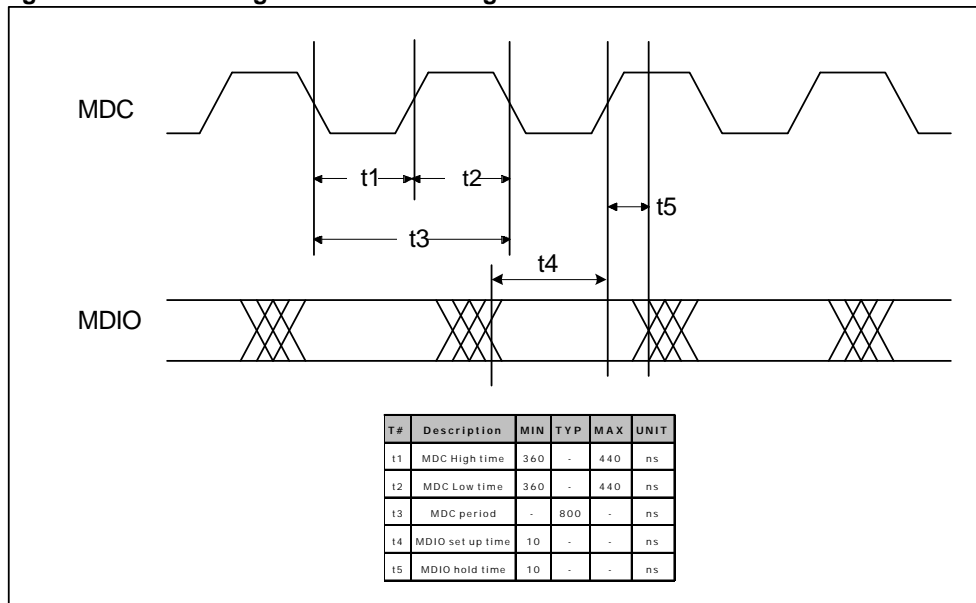 MDC
t1
t2
t5
t3
t4
MDIO
T# Description MIN TYP MAX UNIT
t1 MDC High time 360 - 440 ns
t2 MDC Low time 360 - 440 ns
t3 MDC period - 800 - ns
t4 MDIO set up time 10 - - ns
t5 MDIO hold time 10 - - ns